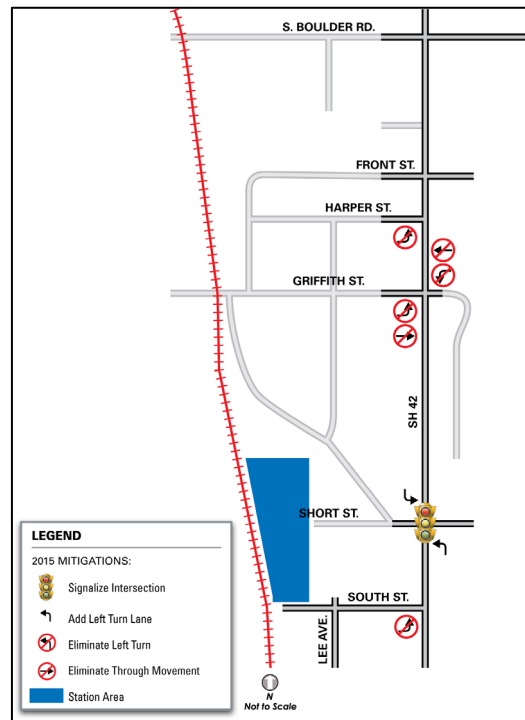 S. BOULDER RD.
FRONT ST.
HARPER ST.
GRIFFITH ST.
SH 42
SHORT ST.
SOUTH ST.
LEE AVE.
LEGEND
2015 MITIGATIONS:
Signalize Intersection
Add Left Turn Lane
Eliminate Left Turn
Eliminate Through Movement
Station Area
N
Not to Scale